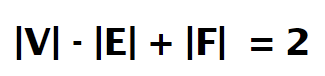 |V| - |E| + |F| = 2